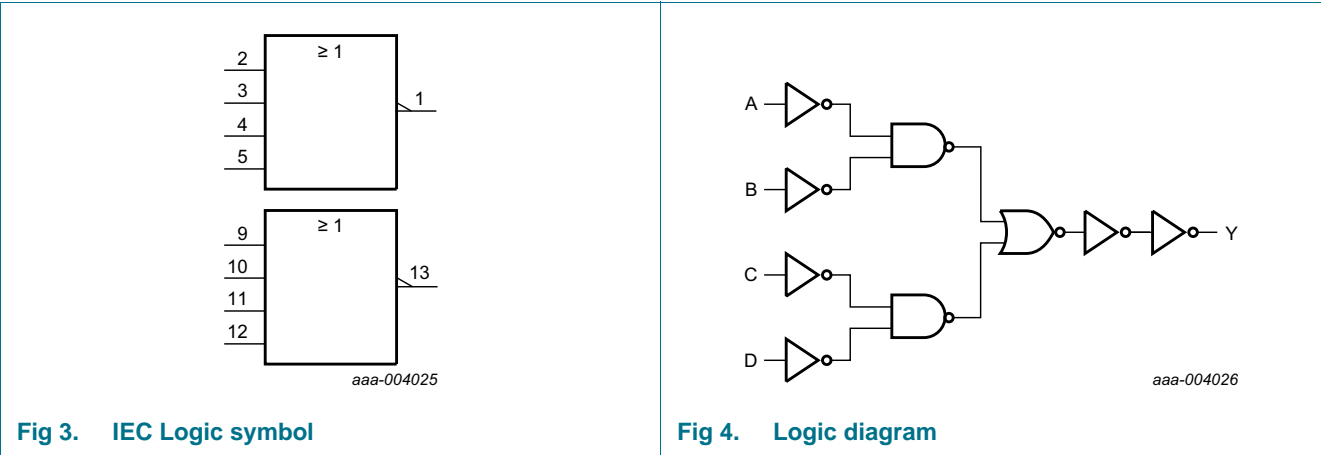 ≥ 1
2
3
4
5
1
≥ 1
9
10
11
12
13
aaa-004025
Fig 3. IEC Logic symbol
A
B
C
D
Y
aaa-004026
Fig 4. Logic diagram